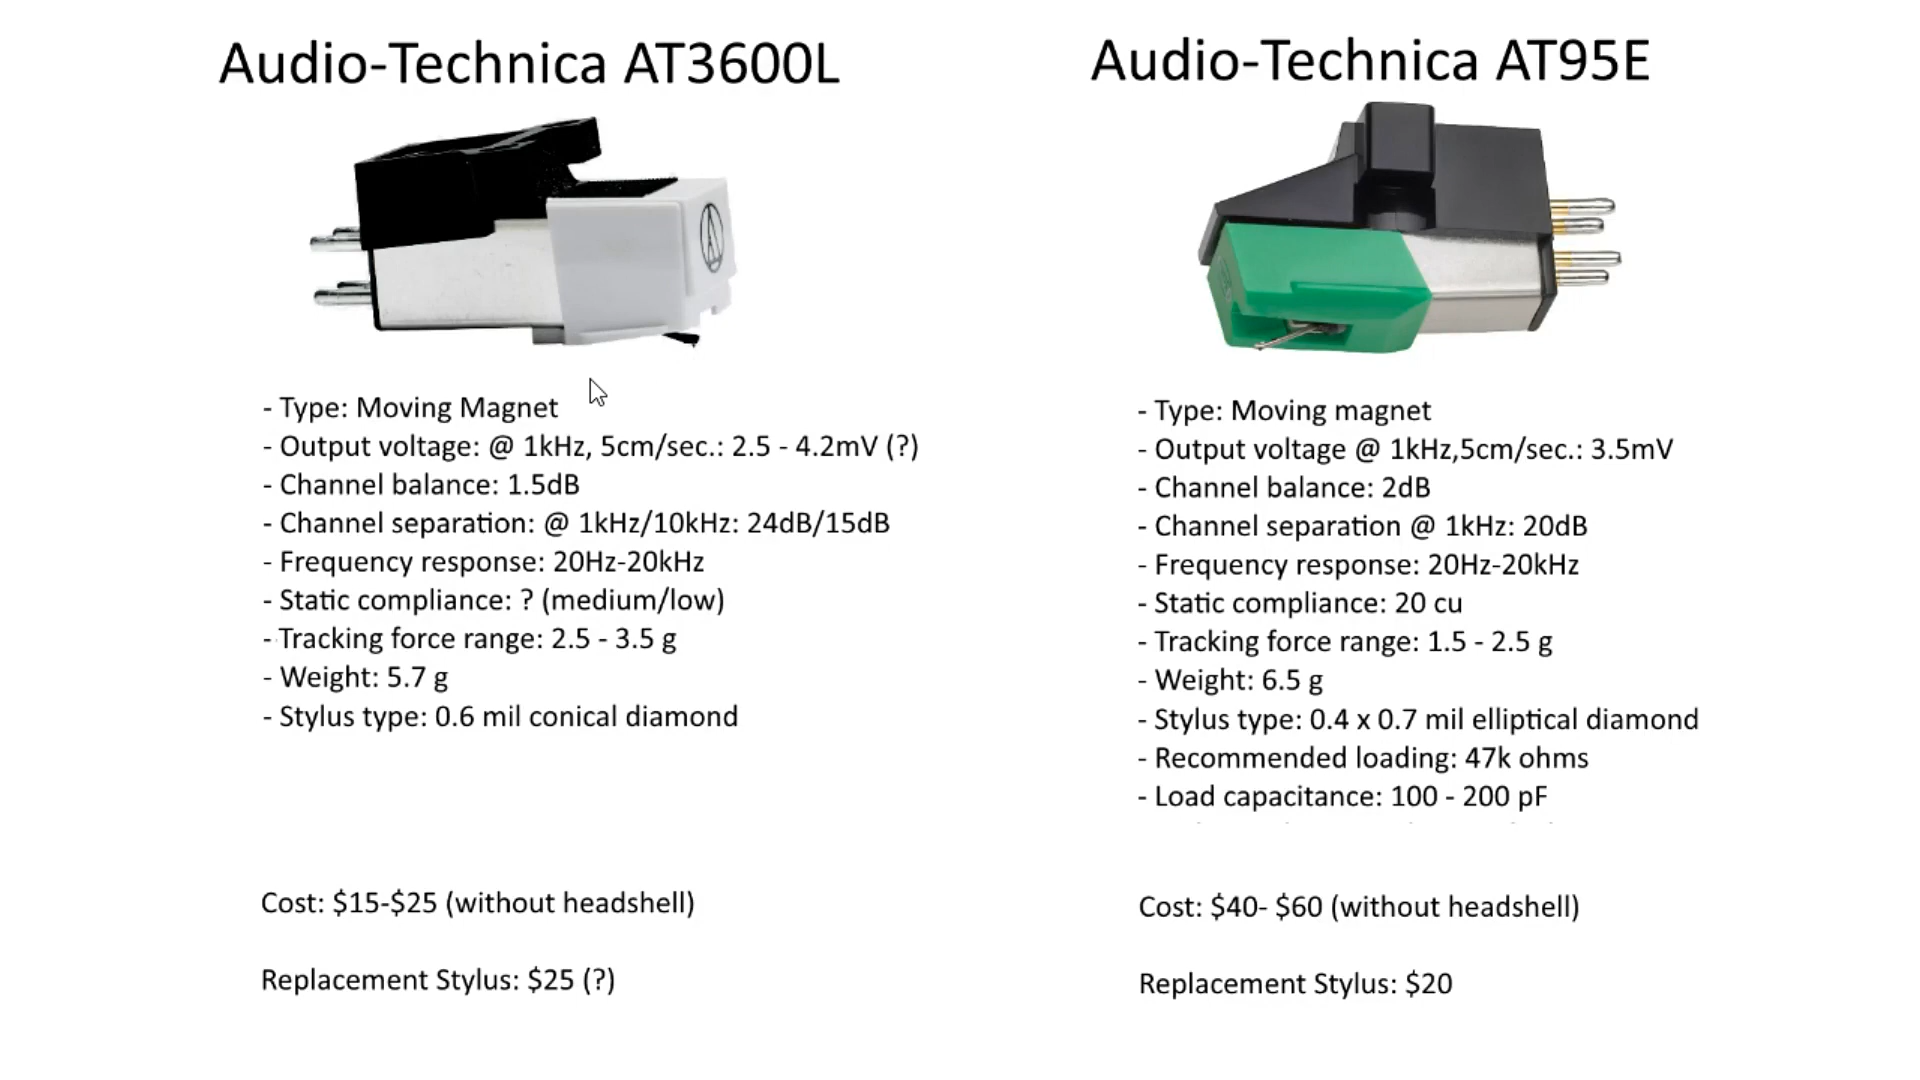 Audio-Technica AT3600L
- Type: Moving Magnet
- Output voltage: @ 1kHz, 5cm/sec.: 2.5 - 4.2mV (?)
- Channel balance: 1.5dB
- Channel separation: @ 1kHz/10kHz: 24dB/15dB
- Frequency response: 20Hz-20kHz
- Static compliance: ? (medium/low)
- Tracking force range: 2.5 - 3.5 g
- Weight: 5.7 g
- Stylus type: 0.6 mil conical diamond
Cost: $15-$25 (without headshell)
Replacement Stylus: $25 (?)
Audio-Technica AT95E
- Type: Moving magnet
- Output voltage @ 1kHz,5cm/sec.: 3.5mV
- Channel balance: 2dB
- Channel separation @ 1kHz: 20dB
- Frequency response: 20Hz-20kHz
- Static compliance: 20 cu
- Tracking force range: 1.5 - 2.5 g
- Weight: 6.5 g
- Stylus type: 0.4 x 0.7 mil elliptical diamond
- Recommended loading: 47k ohms
- Load capacitance: 100 - 200 pF
Cost: $40- $60 (without headshell)
Replacement Stylus: $20